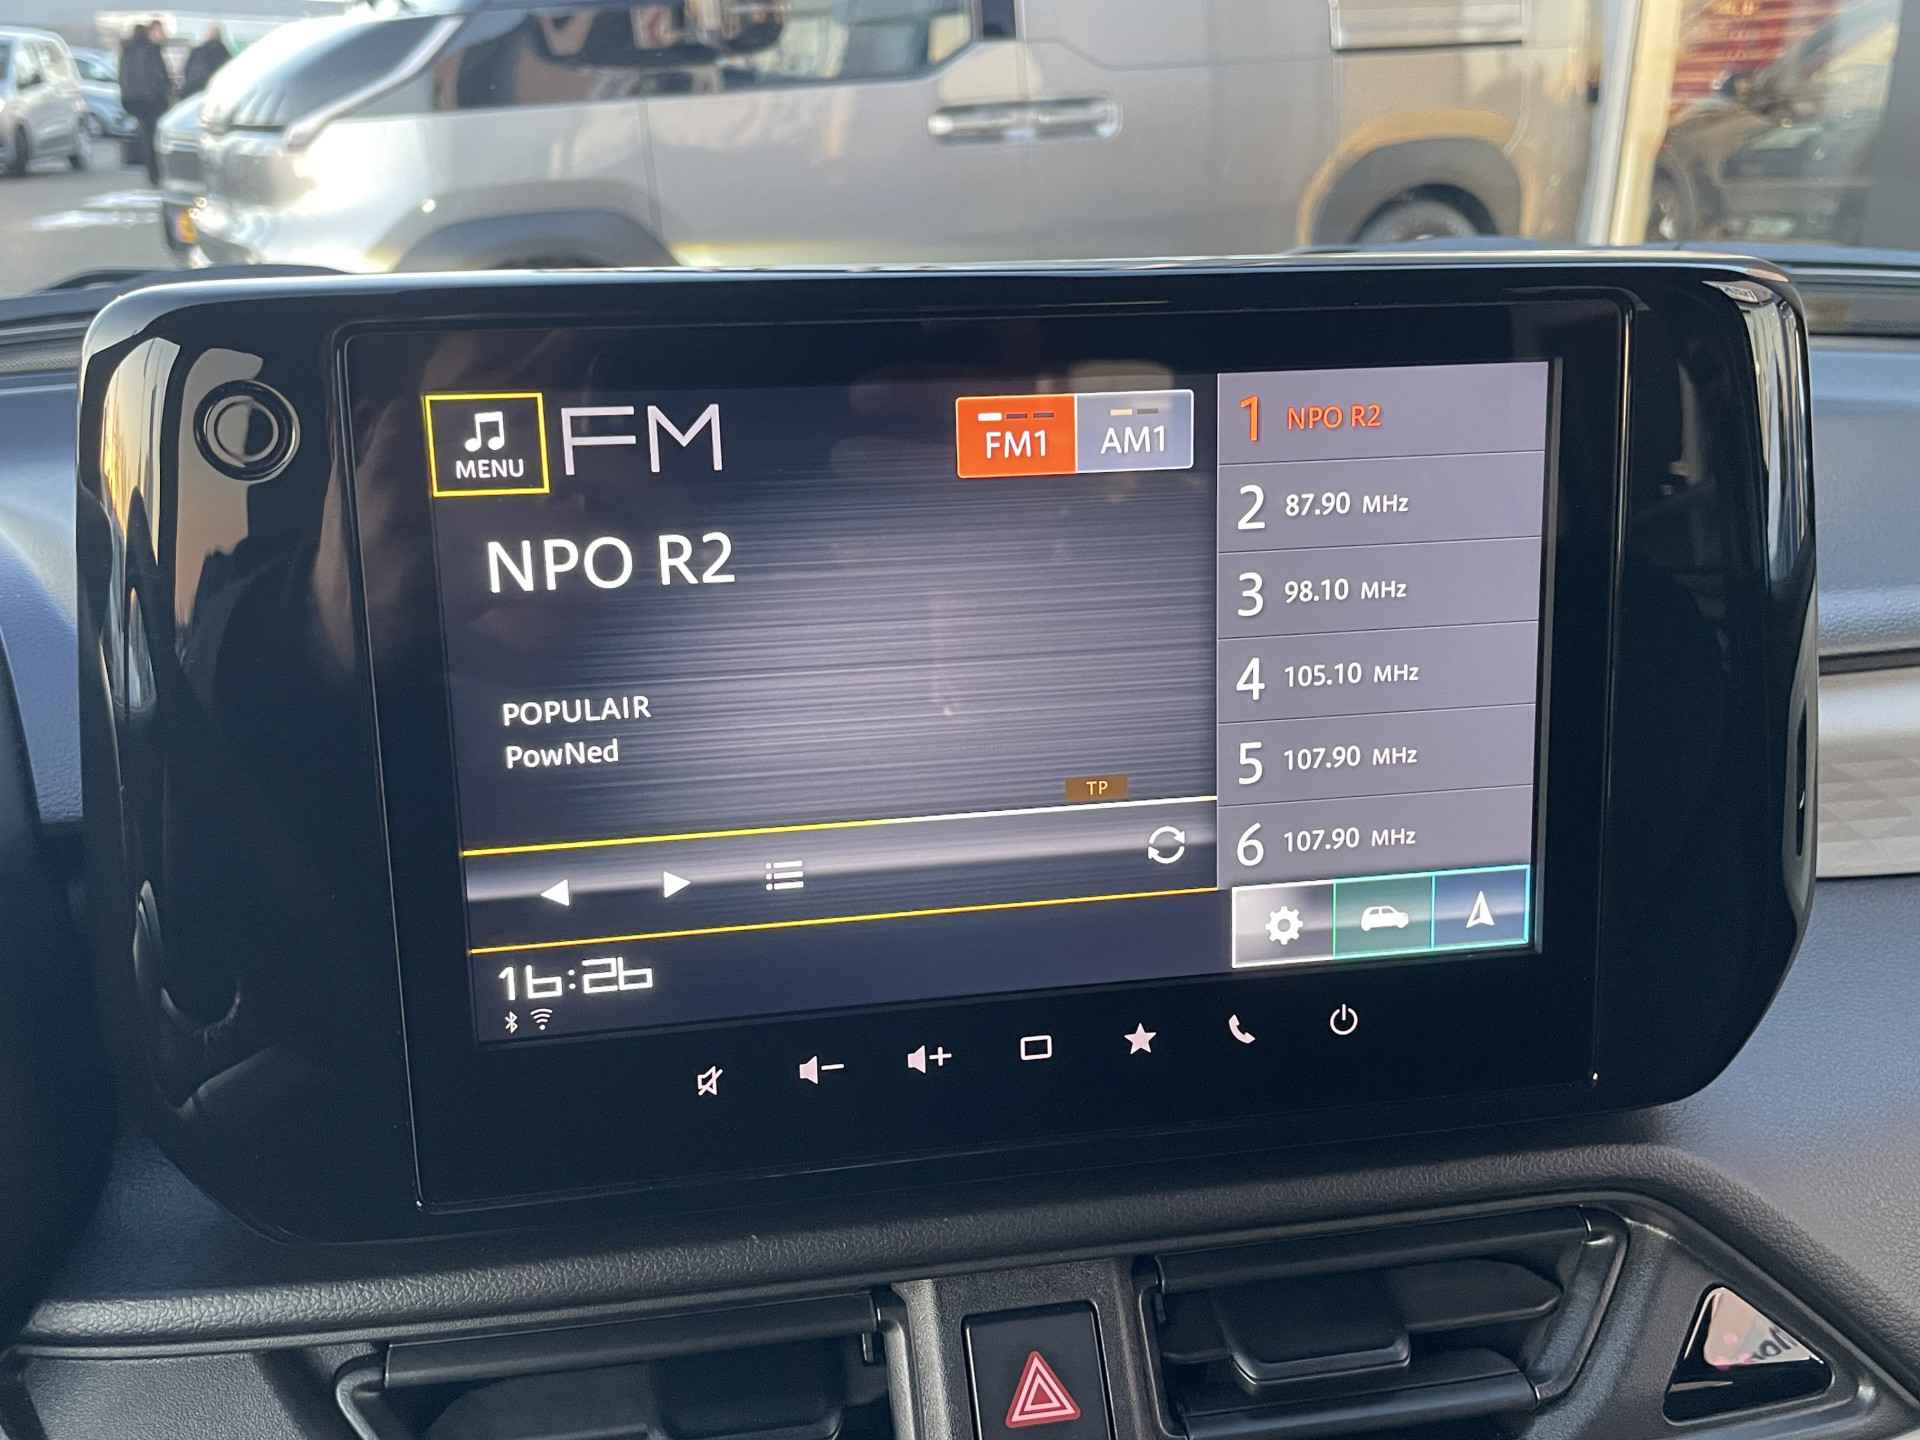 MENU
FM
FM1
AM1
NPO R2
POPULAIR
PowNed
TP
16:26
1 NPO R2
2 87.90 MHz
3 98.10 MHz
4 105.10 MHz
5 107.90 MHz
6 107.90 MHz